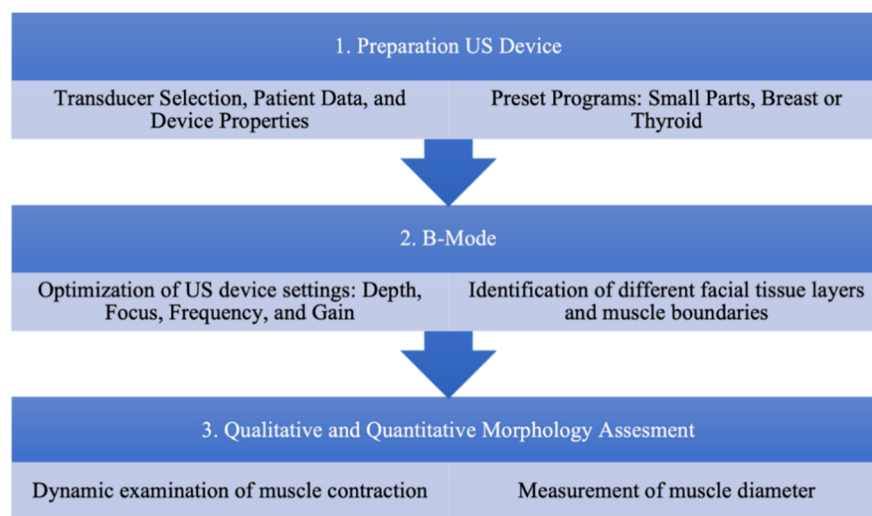 1. Preparation US Device
Transducer Selection, Patient Data, and
Device Properties
Preset Programs: Small Parts, Breast or
Thyroid
2. B-Mode
Optimization of US device settings: Depth,
Focus, Frequency, and Gain
Identification of different facial tissue layers
and muscle boundaries
3. Qualitative and Quantitative Morphology Assesment
Dynamic examination of muscle contraction
Measurement of muscle diameter